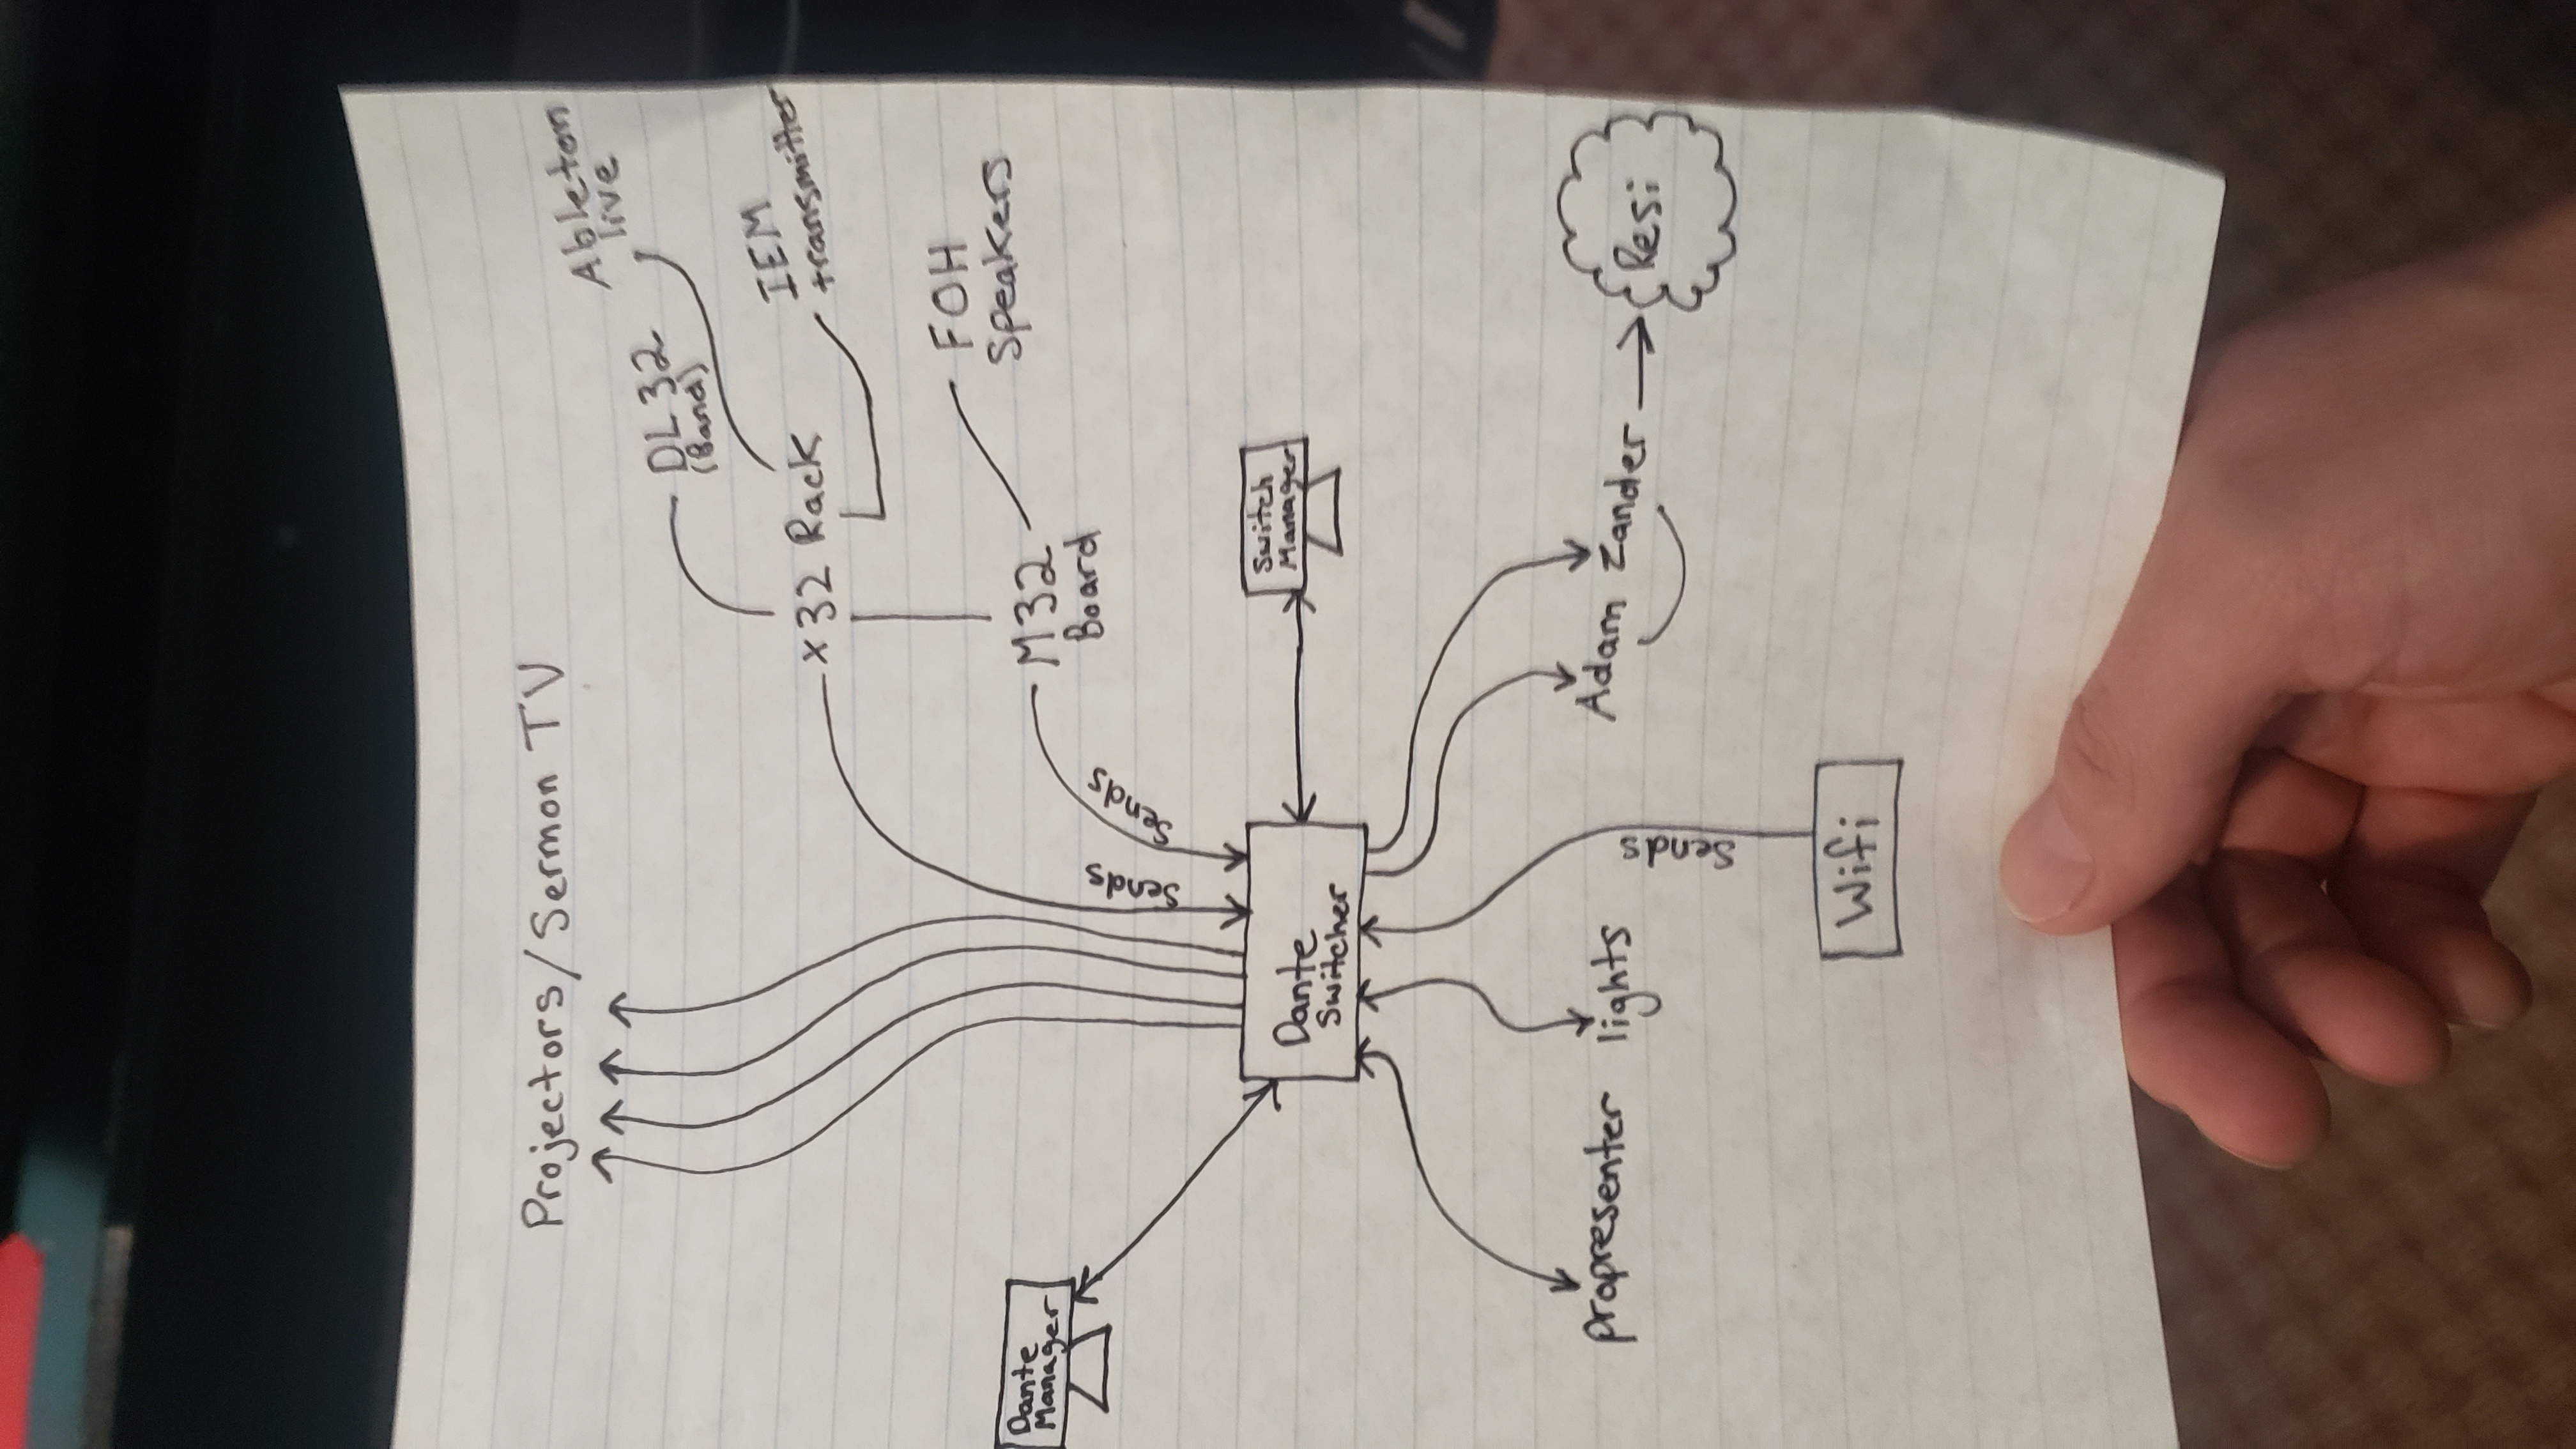 Projectors/Sermon TV
Ableton
live
DL32
(Band)
IEM
transmitter
x32 Rack
FOH
Speakers
Dante
Manager
M32
Board
Sends
Sends
Switch
Manager
Dante
Switcher
propresenter
lights
Adam
Zander
Resi
Sends
Wifi